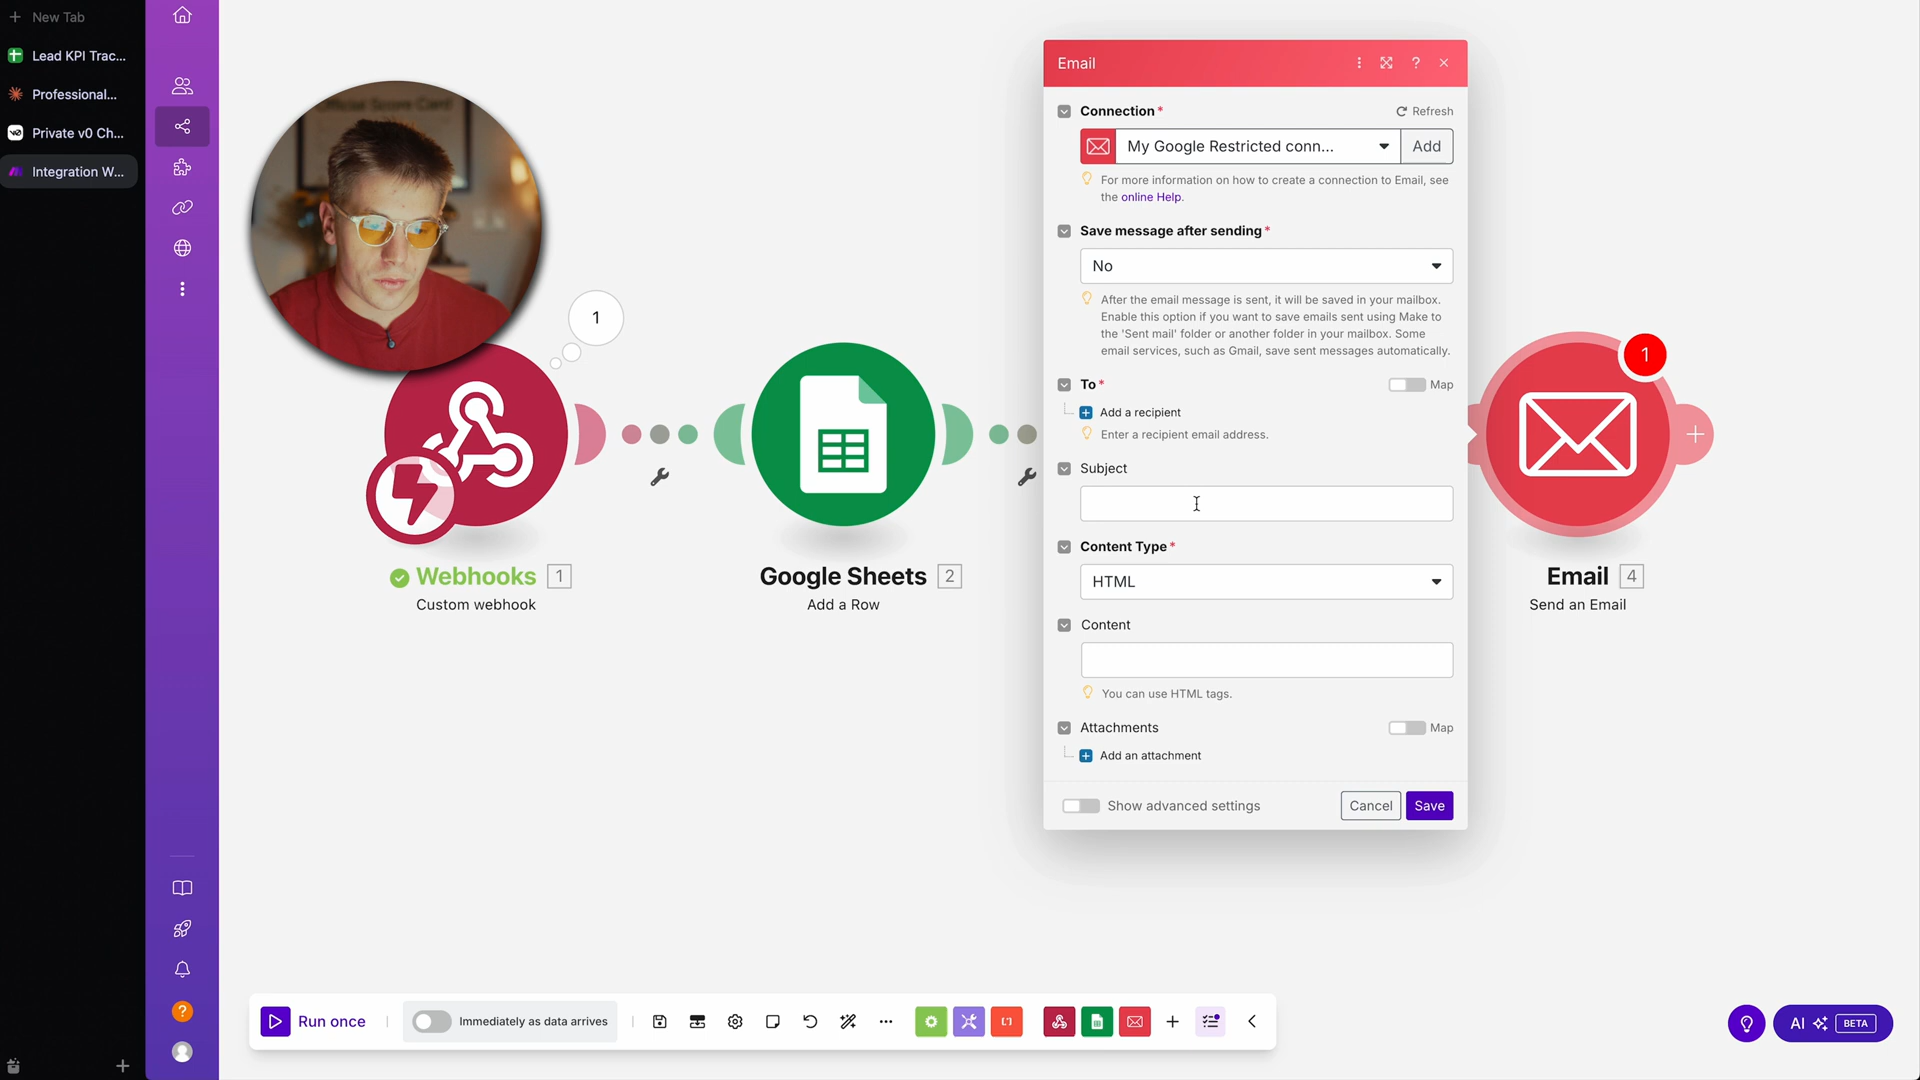 New Tab
Lead KPI Trac...
Professional...
Private v0 Ch...
Integration W...
1
Webhooks 1
Custom webhook
Google Sheets 2
Add a Row
Email
Connection *
Refresh
My Google Restricted conn...
Add
For more information on how to create a connection to Email, see
the online Help.
Save message after sending *
No
After the email message is sent, it will be saved in your mailbox.
Enable this option if you want to save emails sent using Make to
the 'Sent mail' folder or another folder in your mailbox. Some
email services, such as Gmail, save sent messages automatically.
To *
Map
Add a recipient
Enter a recipient email address.
Subject
Content Type *
HTML
Content
You can use HTML tags.
Attachments
Map
Add an attachment
Show advanced settings
Cancel
Save
1
Email 4
Send an Email
Run once
Immediately as data arrives
AI BETA